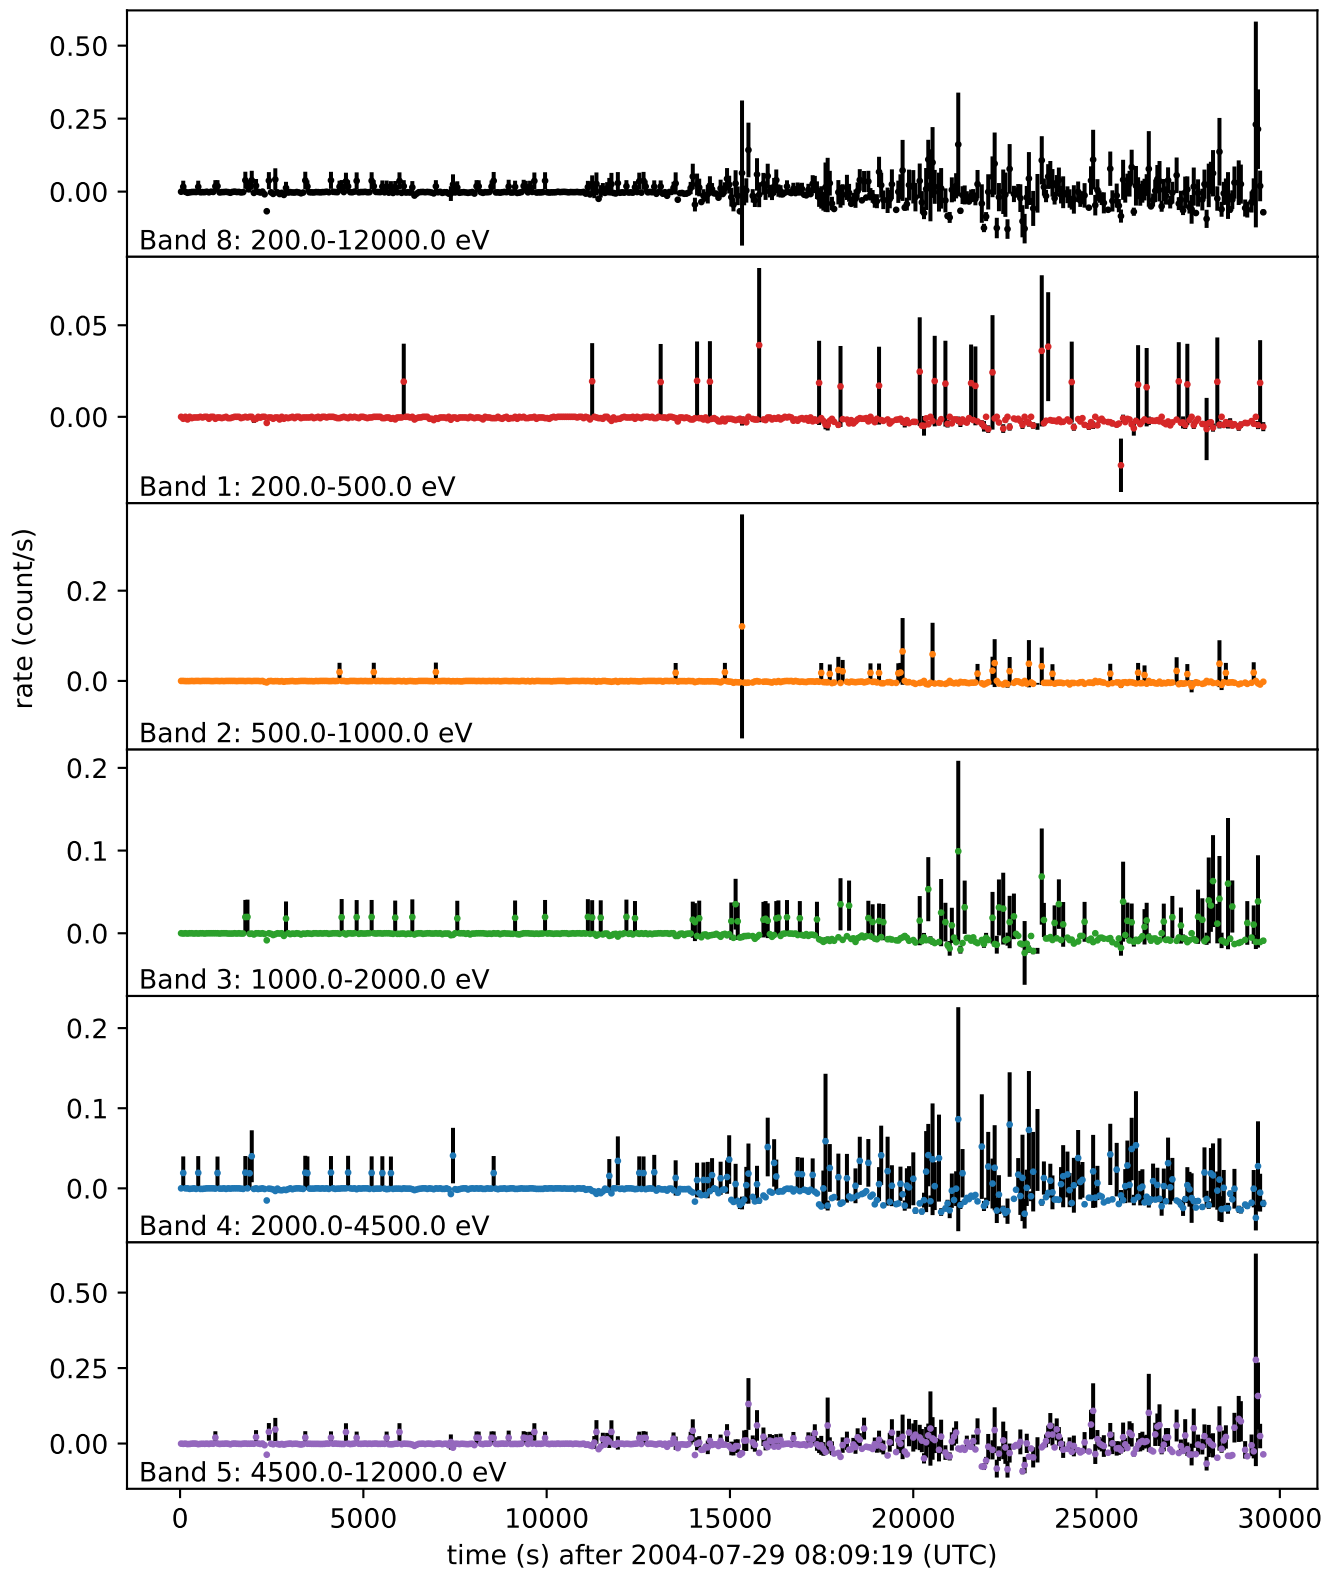 0.50
0.25
0.00
Band 8: 200.0-12000.0 eV
0.05
0.00
Band 1: 200.0-500.0 eV
0.2
0.0
Band 2: 500.0-1000.0 eV
rate (count/s)
0.2
0.1
0.0
Band 3: 1000.0-2000.0 eV
0.2
0.1
0.0
Band 4: 2000.0-4500.0 eV
0.50
0.25
0.00
Band 5: 4500.0-12000.0 eV
0 5000 10000 15000 20000 25000 30000
time (s) after 2004-07-29 08:09:19 (UTC)